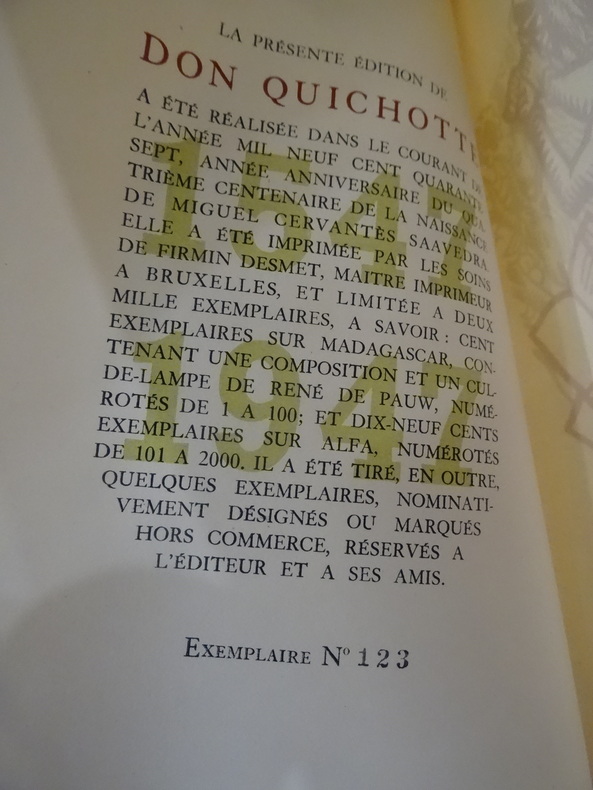 LA PRÉSENTE ÉDITION DE
DON QUICHOTTE
A ÉTÉ RÉALISÉE DANS LE COURANT DE
L'ANNÉE MIL NEUF CENT QUARANTE-
SEPT, ANNÉE ANNIVERSAIRE DU QUA-
TRIÈME CENTENAIRE DE LA NAISSANCE
DE MIGUEL CERVANTÈS SAAVEDRA.
ELLE A ÉTÉ IMPRIMÉE PAR LES SOINS
DE FIRMIN DESMET, MAITRE IMPRIMEUR
A BRUXELLES, ET LIMITÉE A DEUX
MILLE EXEMPLAIRES, A SAVOIR : CENT
EXEMPLAIRES SUR MADAGASCAR, CON-
TENANT UNE COMPOSITION ET UN CUL-
DE-LAMPE DE RENÉ DE PAUW, NUMÉ-
ROTÉS DE 1 A 100; ET DIX-NEUF CENTS
EXEMPLAIRES SUR ALFA, NUMÉROTÉS
DE 101 A 2000. IL A ÉTÉ TIRÉ, EN OUTRE,
QUELQUES EXEMPLAIRES, NOMINATI-
VEMENT DÉSIGNÉS OU MARQUÉS
HORS COMMERCE, RÉSERVÉS A
L'ÉDITEUR ET A SES AMIS.
1547
1947
EXEMPLAIRE Nº 123